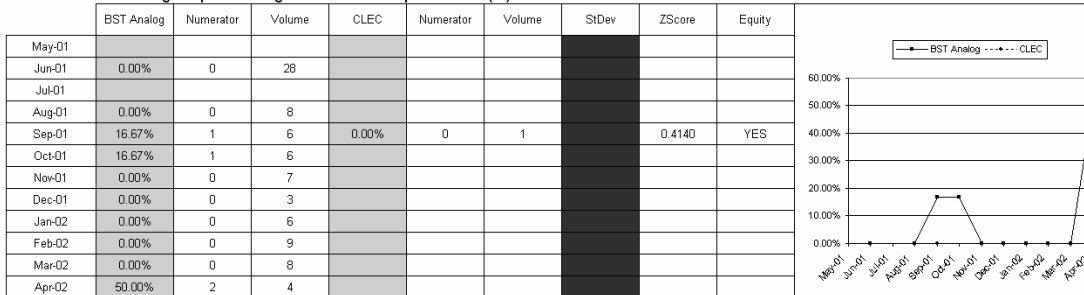 BST Analog Numerator Volume CLEC Numerator Volume StDev ZScore Equity
May-01
Jun-01 0.00% 0 28
Jul-01
Aug-01 0.00% 0 8
Sep-01 16.67% 1 6 0.00% 0 1 0.4140 YES
Oct-01 16.67% 1 6
Nov-01 0.00% 0 7
Dec-01 0.00% 0 3
Jan-02 0.00% 0 6
Feb-02 0.00% 0 9
Mar-02 0.00% 0 8
Apr-02 50.00% 2 4
BST Analog CLEC
60.00%
50.00%
40.00%
30.00%
20.00%
10.00%
0.00%
May-01 Jun-01 Jul-01 Aug-01 Sep-01 Oct-01 Nov-01 Dec-01 Jan-02 Feb-02 Mar-02